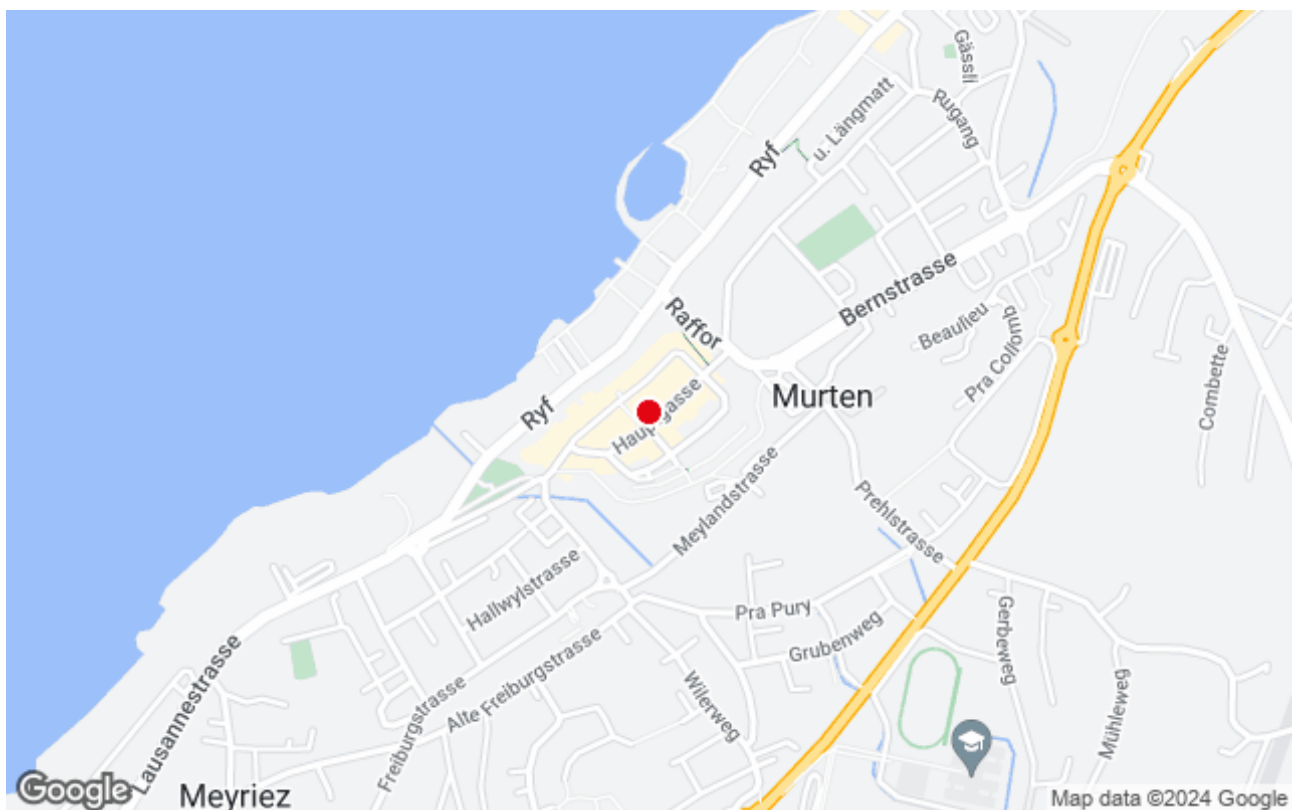 Gässli
Rugang
u. Längmatt
Ryf
Bernstrasse
Raffor
Beaulieu
Pra Collomb
Combette
Murten
Ryf
Hauptgasse
Meylandstrasse
Prehlstrasse
Hallwylstrasse
Pra Pury
Grubenweg
Gerbeweg
Lausannestrasse
Freiburgstrasse
Alte Freiburgstrasse
Wilerweg
Mühleweg
Meyriez
Google
Map data ©2024 Google